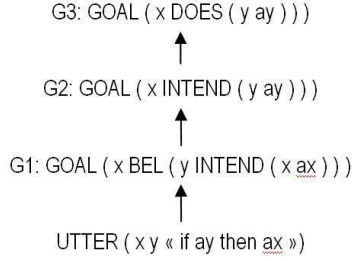 G3: GOAL ( x DOES ( y ay ) ) )
G2: GOAL ( x INTEND ( y ay ) ) )
G1: GOAL ( x BEL ( y INTEND ( x ax ) ) )
UTTER ( x y « if ay then ax »)